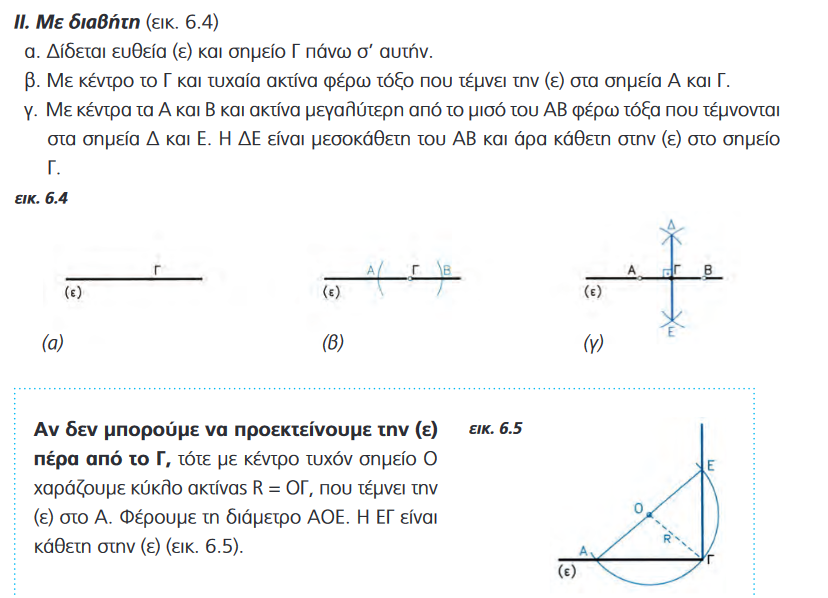 II. Με διαβήτη (εικ. 6.4)
α. Δίδεται ευθεία (ε) και σημείο Γ πάνω σ’ αυτήν.
β. Με κέντρο το Γ και τυχαία ακτίνα φέρω τόξο που τέμνει την (ε) στα σημεία Α και Γ.
γ. Με κέντρα τα Α και Β και ακτίνα μεγαλύτερη από το μισό του ΑΒ φέρω τόξα που τέμνονται
στα σημεία Δ και Ε. Η ΔΕ είναι μεσοκάθετη του ΑΒ και άρα κάθετη στην (ε) στο σημείο
Γ.
εικ. 6.4
Γ
(ε)
(α)
Α Γ Β
(ε)
(β)
Δ
Α Γ Β
(ε)
Ε
(γ)
Αν δεν μπορούμε να προεκτείνουμε την (ε)
πέρα από το Γ, τότε με κέντρο τυχόν σημείο Ο
χαράζουμε κύκλο ακτίνας R = ΟΓ, που τέμνει την
(ε) στο Α. Φέρουμε τη διάμετρο ΑΟΕ. Η ΕΓ είναι
κάθετη στην (ε) (εικ. 6.5).
εικ. 6.5
Ε
Ο
R
Α
Γ
(ε)